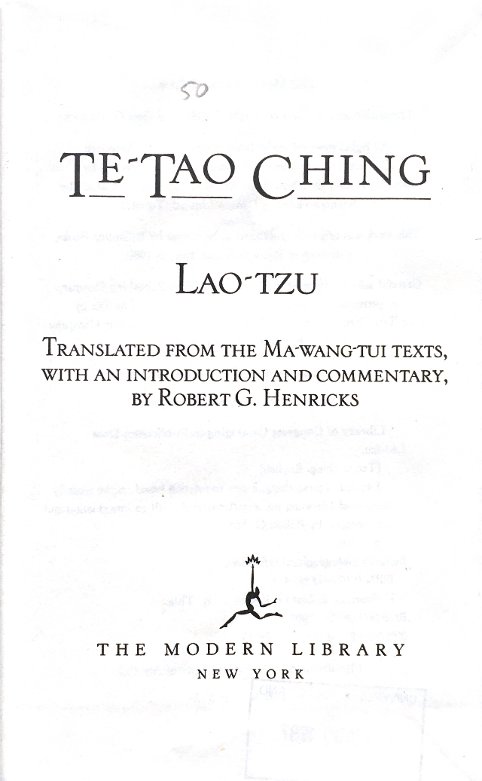 50
TE-TAO CHING
LAO-TZU
TRANSLATED FROM THE MA-WANG-TUI TEXTS,
WITH AN INTRODUCTION AND COMMENTARY,
BY ROBERT G. HENRICKS
THE MODERN LIBRARY
NEW YORK